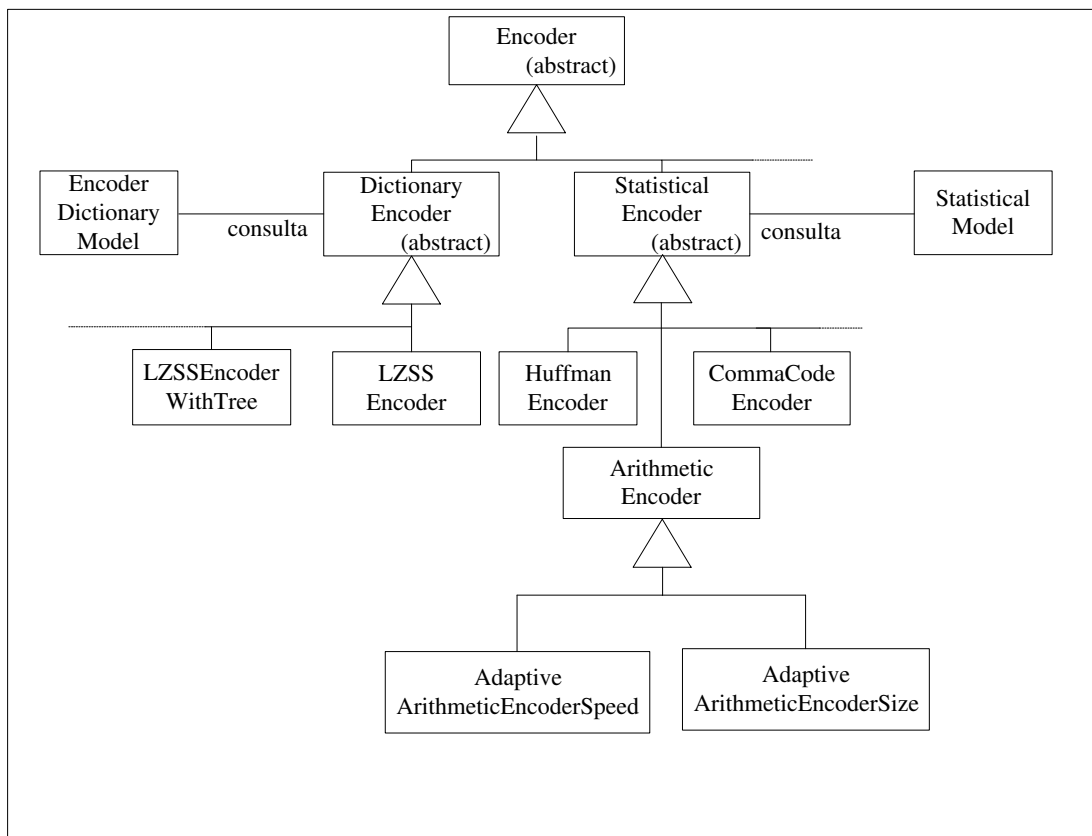 Encoder
(abstract)
Encoder
Dictionary
Model
consulta
Dictionary
Encoder
(abstract)
Statistical
Encoder
(abstract)
consulta
Statistical
Model
LZSSEncoder
WithTree
LZSS
Encoder
Huffman
Encoder
CommaCode
Encoder
Arithmetic
Encoder
Adaptive
ArithmeticEncoderSpeed
Adaptive
ArithmeticEncoderSize